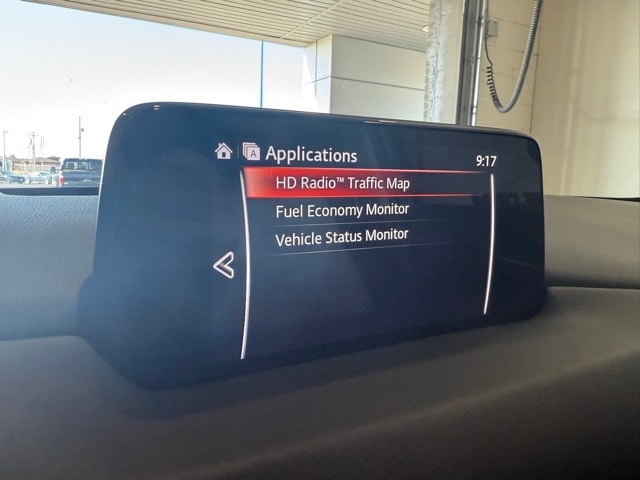 A Applications 9:17
HD Radio™ Traffic Map
Fuel Economy Monitor
Vehicle Status Monitor